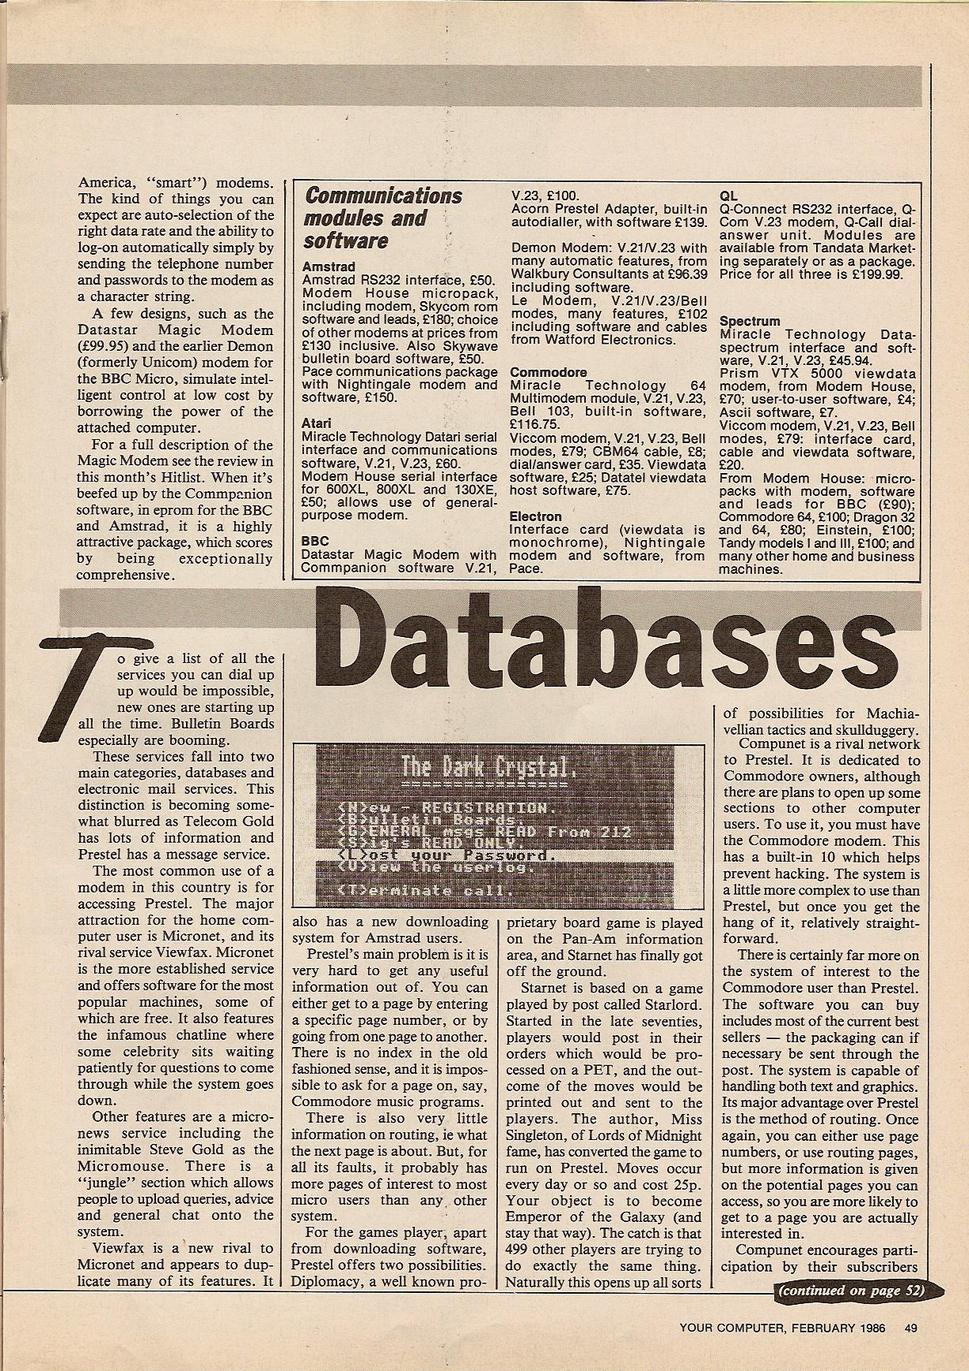 America, “smart”) modems.
The kind of things you can
expect are auto-selection of the
right data rate and the ability to
log-on automatically simply by
sending the telephone number
and passwords to the modem as
a character string.
A few designs, such as the
Datastar Magic Modem
(£99.95) and the earlier Demon
(formerly Unicom) modem for
the BBC Micro, simulate intel-
ligent control at low cost by
borrowing the power of the
attached computer.
For a full description of the
Magic Modem see the review in
this month's Hitlist. When it's
beefed up by the Commpanion
software, in eprom for the BBC
and Amstrad, it is a highly
attractive package, which scores
by being exceptionally
comprehensive.
Communications
modules and
software
Amstrad
Amstrad RS232 interface, £50.
Modem House micropack,
including modem, Skycom rom
software and leads, £180; choice
of other modems at prices from
£130 inclusive. Also Skywave
bulletin board software, £50.
Pace communications package
with Nightingale modem and
software, £150.
Atari
Miracle Technology Datari serial
interface and communications
software, V.21, V.23, £60.
Modem House serial interface
for 600XL, 800XL and 130XE,
£50; allows use of general-
purpose modem.
BBC
Datastar Magic Modem with
Commpanion software V.21,
V.23, £100.
Acorn Prestel Adapter, built-in
autodialler, with software £139.
Demon Modem: V.21/V.23 with
many automatic features, from
Walkbury Consultants at £96.39
including software.
Le Modem, V.21/V.23/Bell
modes, many features, £102
including software and cables
from Watford Electronics.
Commodore
Miracle Technology 64
Multimodem module, V.21, V.23,
Bell 103, built-in software,
£116.75.
Viccom modem, V.21, V.23, Bell
modes, £79; CBM64 cable, £8;
dial/answer card, £35. Viewdata
software, £25; Datatel viewdata
host software, £75.
Electron
Interface card (viewdata is
monochrome), Nightingale
modem and software, from
Pace.
QL
Q-Connect RS232 interface, Q-
Com V.23 modem, Q-Call dial-
answer unit. Modules are
available from Tandata Market-
ing separately or as a package.
Price for all three is £199.99.
Spectrum
Miracle Technology Data-
spectrum interface and soft-
ware, V.21, V.23, £45.94.
Prism VTX 5000 viewdata
modem, from Modem House,
£70; user-to-user software, £4;
Ascii software, £7.
Viccom modem, V.21, V.23, Bell
modes, £79: interface card,
cable and viewdata software,
£20.
From Modem House: micro-
packs with modem, software
and leads for BBC (£90);
Commodore 64, £100; Dragon 32
and 64, £80; Einstein, £100;
Tandy models I and III, £100; and
many other home and business
machines.
Databases
To give a list of all the
services you can dial up
up would be impossible,
new ones are starting up
all the time. Bulletin Boards
especially are booming.
These services fall into two
main categories, databases and
electronic mail services. This
distinction is becoming some-
what blurred as Telecom Gold
has lots of information and
Prestel has a message service.
The most common use of a
modem in this country is for
accessing Prestel. The major
attraction for the home com-
puter user is Micronet, and its
rival service Viewfax. Micronet
is the more established service
and offers software for the most
popular machines, some of
which are free. It also features
the infamous chatline where
some celebrity sits waiting
patiently for questions to come
through while the system goes
down.
Other features are a micro-
news service including the
inimitable Steve Gold as the
Micromouse. There is a
“jungle” section which allows
people to upload queries, advice
and general chat onto the
system.
Viewfax is a new rival to
Micronet and appears to dup-
licate many of its features. It
The Dark Crystal.
==================
<N>ew - REGISTRATION.
<B>ulletin Boards.
<G>ENERAL msgs READ From 212
<S>ig's READ ONLY.
<L>ost your Password.
<V>iew the userlog.
<T>erminate call.
also has a new downloading
system for Amstrad users.
Prestel's main problem is it is
very hard to get any useful
information out of. You can
either get to a page by entering
a specific page number, or by
going from one page to another.
There is no index in the old
fashioned sense, and it is impos-
sible to ask for a page on, say,
Commodore music programs.
There is also very little
information on routing, ie what
the next page is about. But, for
all its faults, it probably has
more pages of interest to most
micro users than any other
system.
For the games player, apart
from downloading software,
Prestel offers two possibilities.
Diplomacy, a well known pro-
prietary board game is played
on the Pan-Am information
area, and Starnet has finally got
off the ground.
Starnet is based on a game
played by post called Starlord.
Started in the late seventies,
players would post in their
orders which would be pro-
cessed on a PET, and the out-
come of the moves would be
printed out and sent to the
players. The author, Miss
Singleton, of Lords of Midnight
fame, has converted the game to
run on Prestel. Moves occur
every day or so and cost 25p.
Your object is to become
Emperor of the Galaxy (and
stay that way). The catch is that
499 other players are trying to
do exactly the same thing.
Naturally this opens up all sorts
of possibilities for Machia-
vellian tactics and skullduggery.
Compunet is a rival network
to Prestel. It is dedicated to
Commodore owners, although
there are plans to open up some
sections to other computer
users. To use it, you must have
the Commodore modem. This
has a built-in 10 which helps
prevent hacking. The system is
a little more complex to use than
Prestel, but once you get the
hang of it, relatively straight-
forward.
There is certainly far more on
the system of interest to the
Commodore user than Prestel.
The software you can buy
includes most of the current best
sellers — the packaging can if
necessary be sent through the
post. The system is capable of
handling both text and graphics.
Its major advantage over Prestel
is the method of routing. Once
again, you can either use page
numbers, or use routing pages,
but more information is given
on the potential pages you can
access, so you are more likely to
get to a page you are actually
interested in.
Compunet encourages parti-
cipation by their subscribers
(continued on page 52)
YOUR COMPUTER, FEBRUARY 1986 49